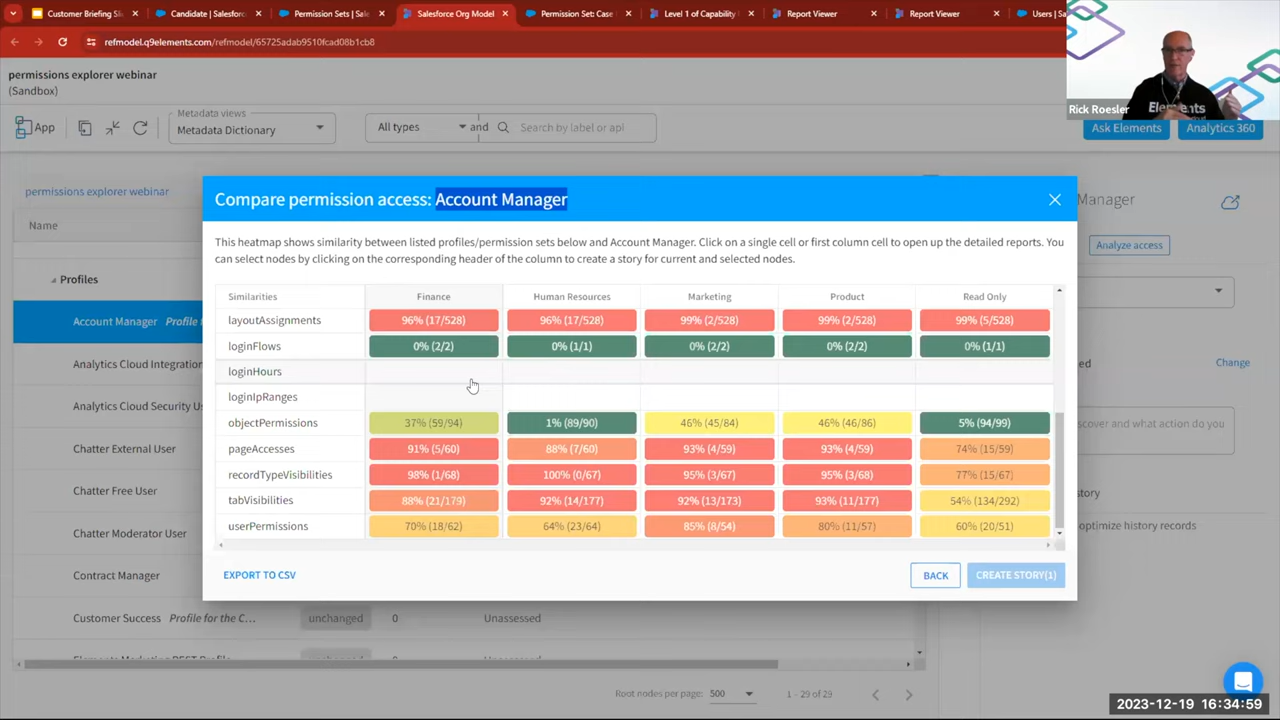 Customer Briefing Sli
Candidate | Salesforc
Permission Sets | Sale
Salesforce Org Model
Permission Set: Case
Level 1 of Capability
Report Viewer
Report Viewer
Users | Sa
refmodel.q9elements.com/refmodel/65725adab9510fcad08b1cb8
permissions explorer webinar
(Sandbox)
Rick Roesler
Elements
App
Metadata views
Metadata Dictionary
All types
and
Search by label or api
Ask Elements
Analytics 360
permissions explorer webinar
Name
Profiles
Account Manager Profile fo
Analytics Cloud Integration
Analytics Cloud Security Us
Chatter External User
Chatter Free User
Chatter Moderator User
Contract Manager
Customer Success Profile for the C...
unchanged
0
Unassessed
Elements Marketing REST Profile
Manager
Analyze access
Change
iscover and what action do you
story
optimize history records
Compare permission access: Account Manager
This heatmap shows similarity between listed profiles/permission sets below and Account Manager. Click on a single cell or first column cell to open up the detailed reports. You
can select nodes by clicking on the corresponding header of the column to create a story for current and selected nodes.
Similarities Finance Human Resources Marketing Product Read Only
layoutAssignments 96% (17/528) 96% (17/528) 99% (2/528) 99% (2/528) 99% (5/528)
loginFlows 0% (2/2) 0% (1/1) 0% (2/2) 0% (2/2) 0% (1/1)
loginHours
loginIpRanges
objectPermissions 37% (59/94) 1% (89/90) 46% (45/84) 46% (46/86) 5% (94/99)
pageAccesses 91% (5/60) 88% (7/60) 93% (4/59) 93% (4/59) 74% (15/59)
recordTypeVisibilities 98% (1/68) 100% (0/67) 95% (3/67) 95% (3/68) 77% (15/67)
tabVisibilities 88% (21/179) 92% (14/177) 92% (13/173) 93% (11/177) 54% (134/292)
userPermissions 70% (18/62) 64% (23/64) 85% (8/54) 80% (11/57) 60% (20/51)
EXPORT TO CSV
BACK
CREATE STORY(1)
Root nodes per page: 500
1 - 29 of 29
2023-12-19 16:34:59